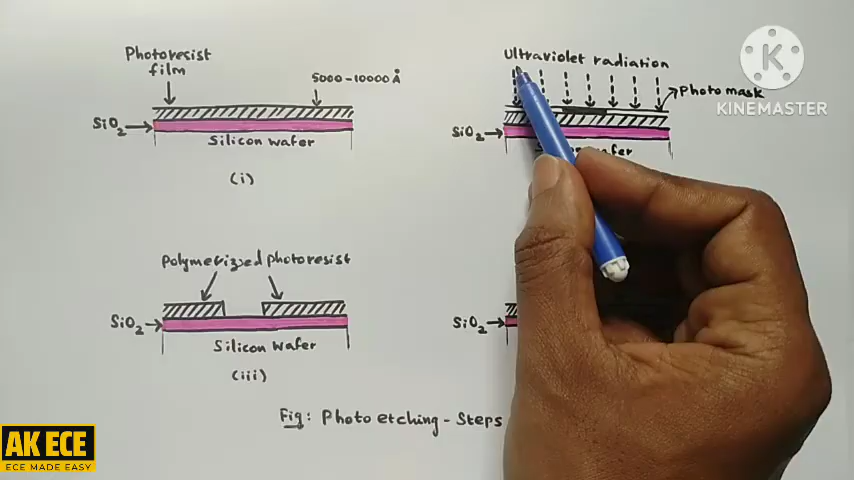 Photoresist
film
5000-10000Å
SiO₂
Silicon wafer
(i)
Ultraviolet radiation
Photo mask
SiO₂
KINEMASTER
Polymerized photoresist
SiO₂
Silicon wafer
(iii)
SiO₂
Fig: Photo etching - Steps
AK ECE
ECE MADE EASY